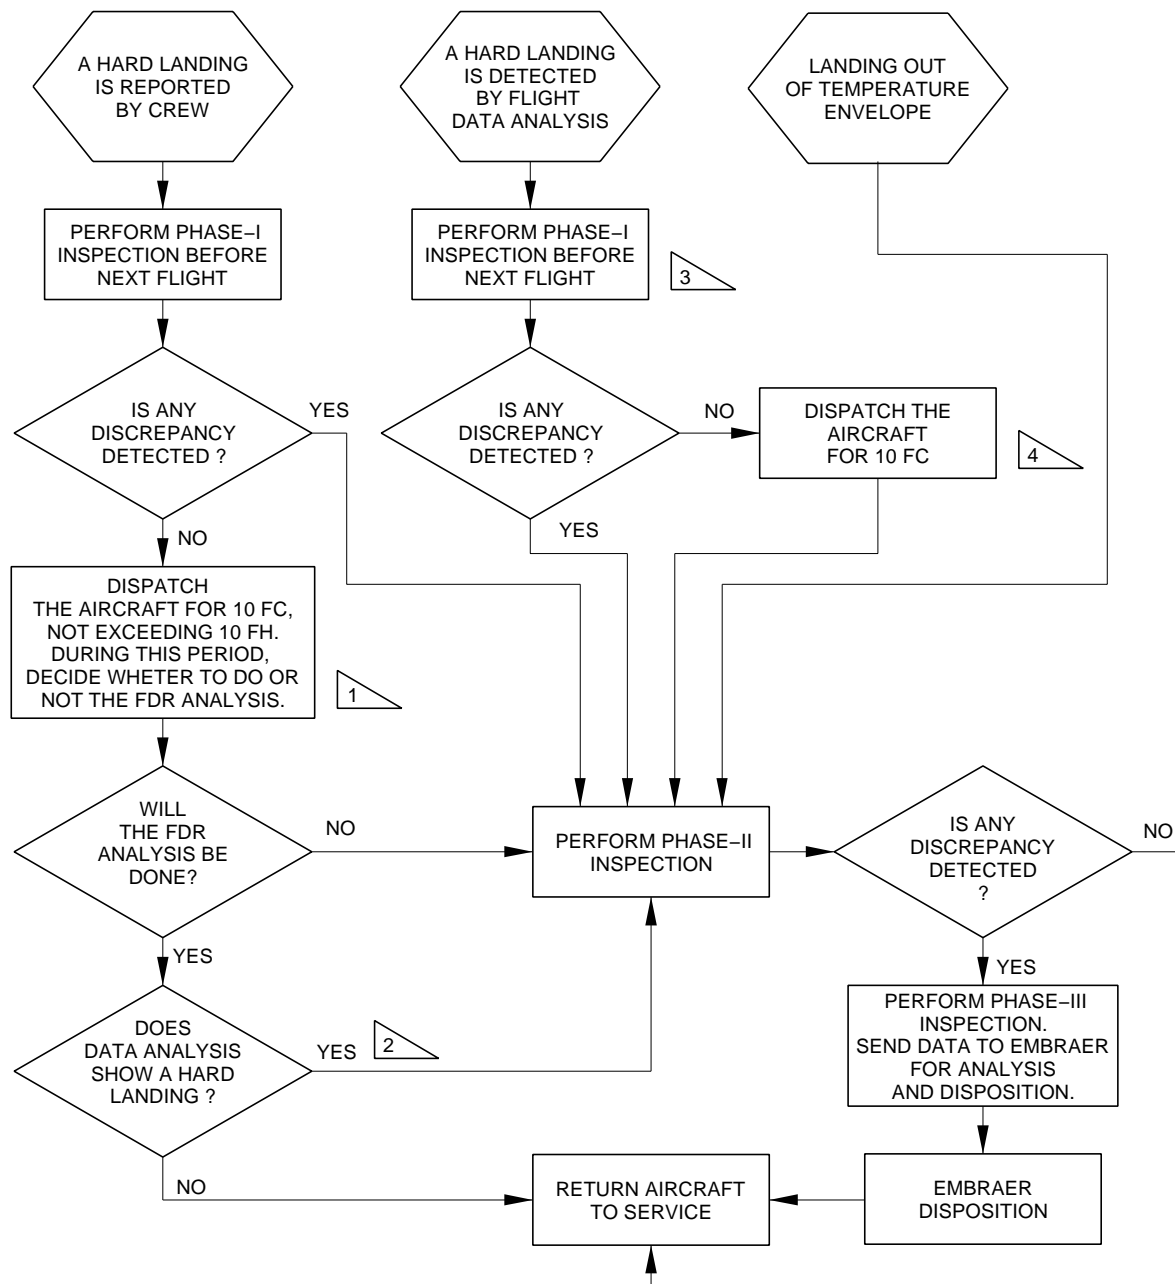 A HARD LANDING
IS REPORTED
BY CREW
A HARD LANDING
IS DETECTED
BY FLIGHT
DATA ANALYSIS
LANDING OUT
OF TEMPERATURE
ENVELOPE
PERFORM PHASE–I
INSPECTION BEFORE
NEXT FLIGHT
PERFORM PHASE–I
INSPECTION BEFORE
NEXT FLIGHT
3
IS ANY
DISCREPANCY
DETECTED ?
YES
NO
IS ANY
DISCREPANCY
DETECTED ?
NO
YES
DISPATCH THE
AIRCRAFT
FOR 10 FC
4
DISPATCH
THE AIRCRAFT FOR 10 FC,
NOT EXCEEDING 10 FH.
DURING THIS PERIOD,
DECIDE WHETER TO DO OR
NOT THE FDR ANALYSIS.
1
WILL
THE FDR
ANALYSIS BE
DONE?
NO
YES
PERFORM PHASE–II
INSPECTION
IS ANY
DISCREPANCY
DETECTED
?
NO
YES
DOES
DATA ANALYSIS
SHOW A HARD
LANDING ?
YES
2
NO
PERFORM PHASE–III
INSPECTION.
SEND DATA TO EMBRAER
FOR ANALYSIS
AND DISPOSITION.
RETURN AIRCRAFT
TO SERVICE
EMBRAER
DISPOSITION